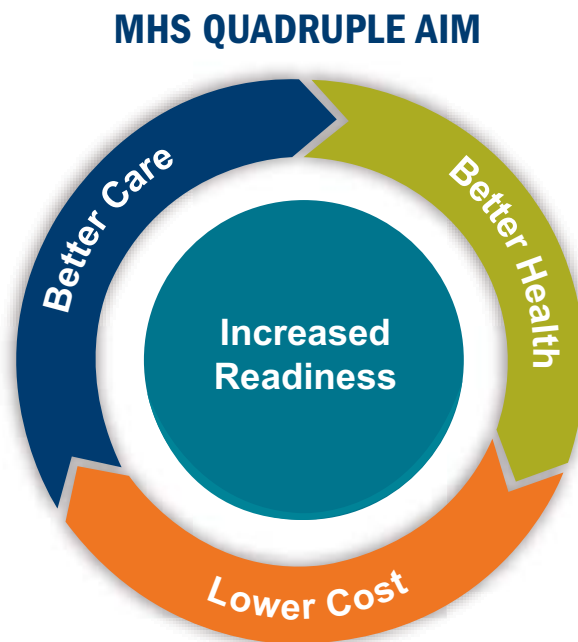 MHS QUADRUPLE AIM
Better Care
Better Health
Increased
Readiness
Lower Cost